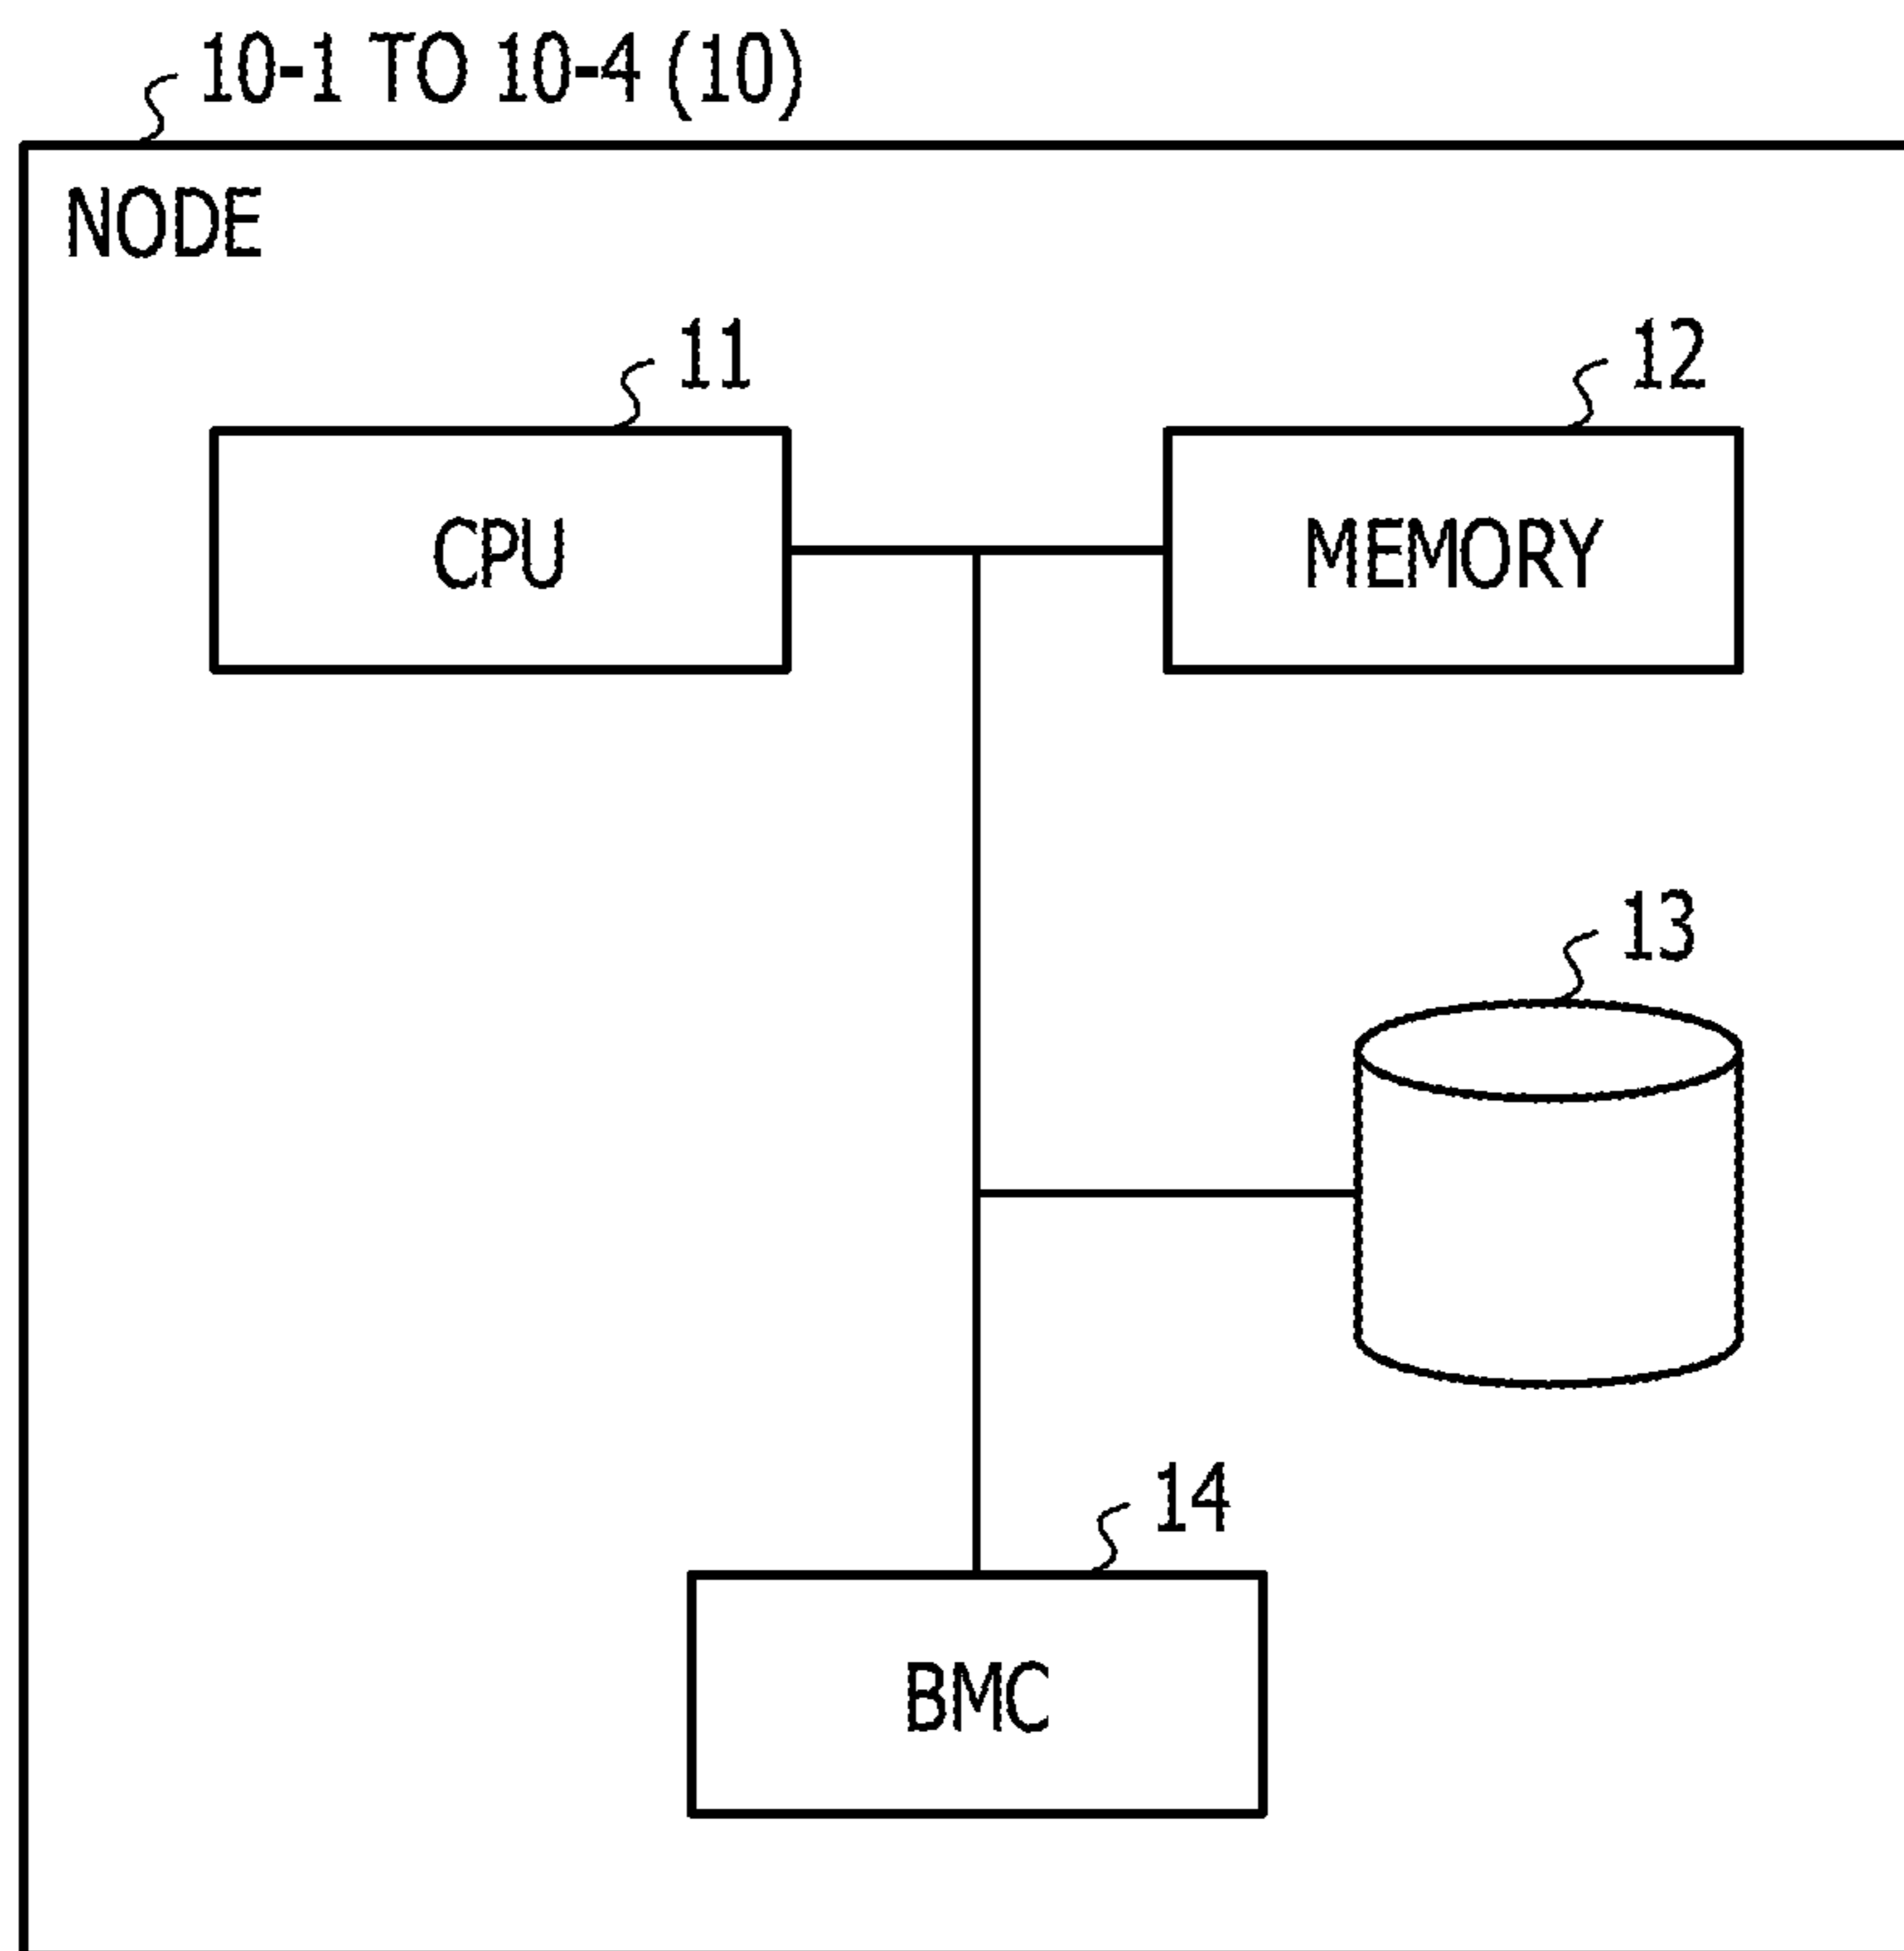 10-1 TO 10-4 (10)
NODE
11
12
CPU
MEMORY
13
14
BMC